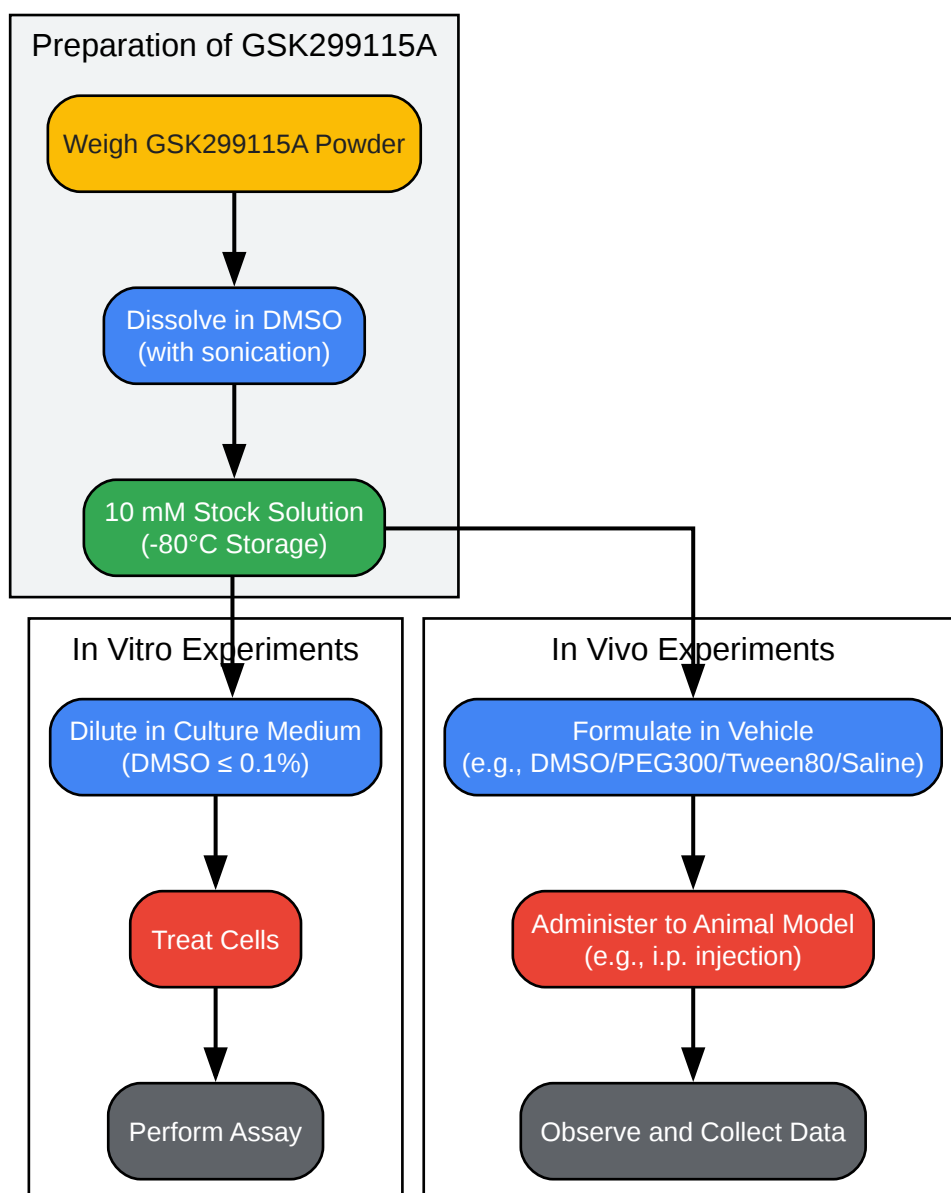 Preparation of GSK299115A
Weigh GSK299115A Powder
Dissolve in DMSO
(with sonication)
10 mM Stock Solution
(-80°C Storage)
In Vitro Experiments
Dilute in Culture Medium
(DMSO ≤ 0.1%)
Treat Cells
Perform Assay
In Vivo Experiments
Formulate in Vehicle
(e.g., DMSO/PEG300/Tween80/Saline)
Administer to Animal Model
(e.g., i.p. injection)
Observe and Collect Data